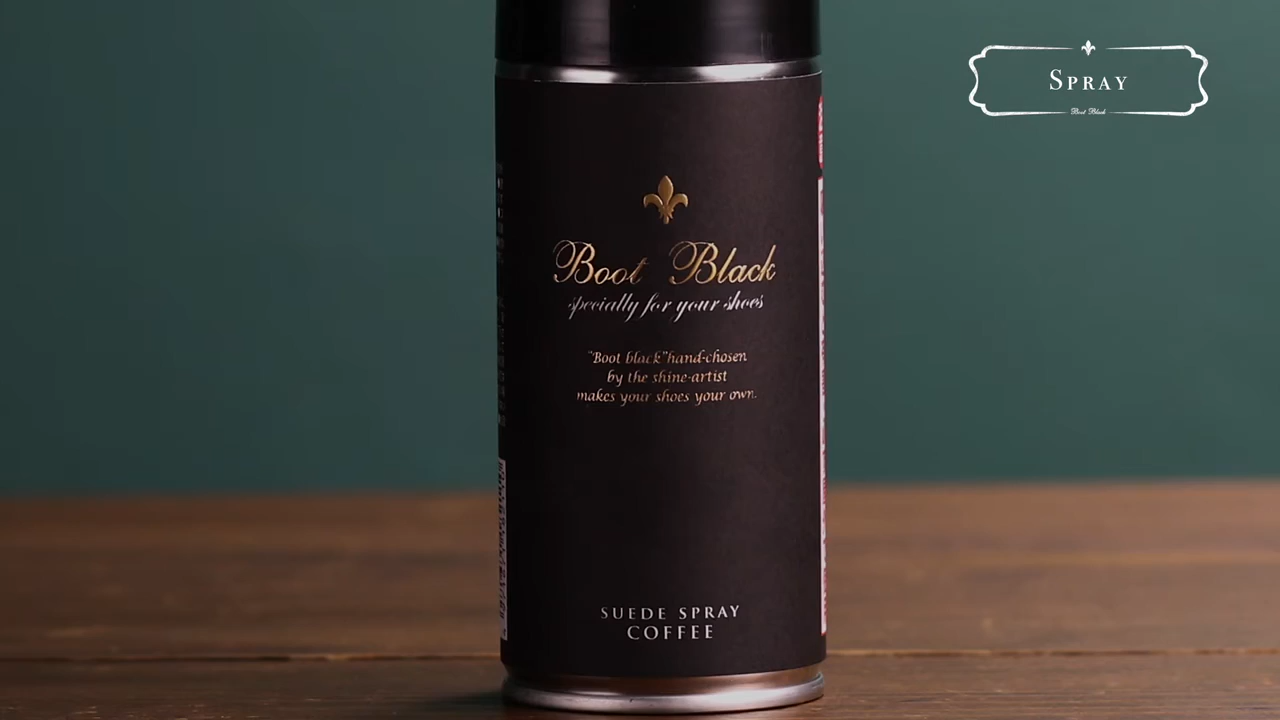 SPRAY
Boot Black
Boot Black
specially for your shoes
"Boot black"hand-chosen
by the shine-artist
makes your shoes your own.
SUEDE SPRAY
COFFEE